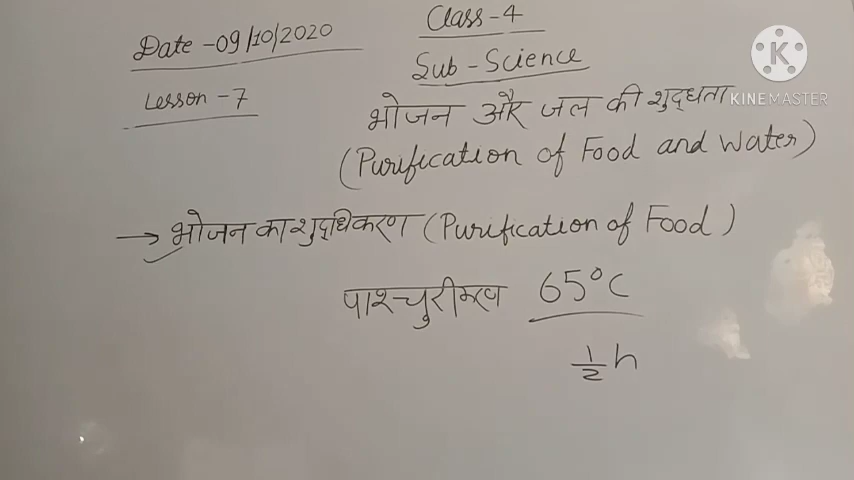 Date - 09/10/2020
Class - 4
Sub - Science
Lesson - 7
भोजन और जल की शुद्धता
(Purification of Food and Water)
→ भोजन का शुद्धिकरण (Purification of Food)
पाश्चुरीकरण 65°C
1/2 h
K
KINEMASTER